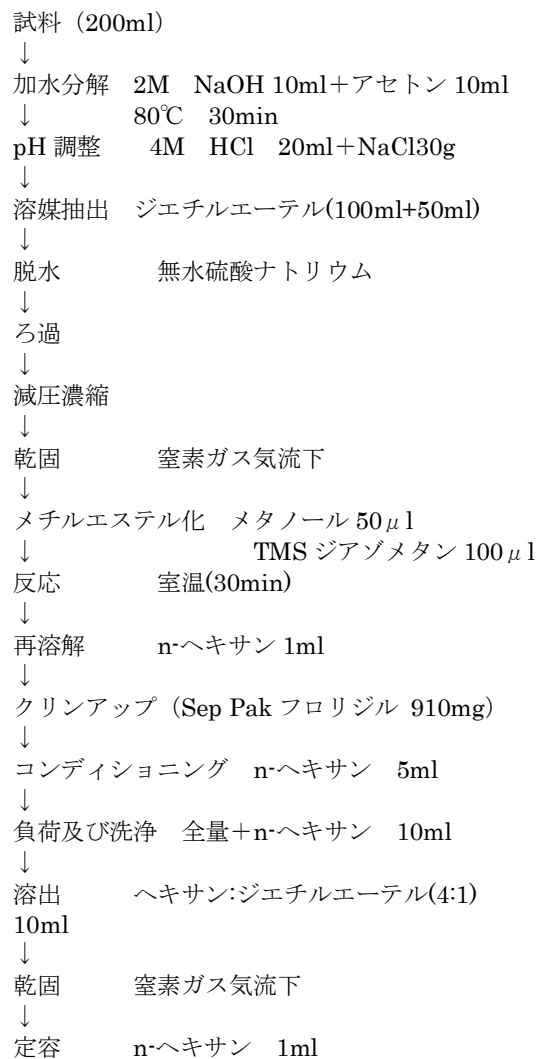 試料（200ml）
↓
加水分解　2M　NaOH 10ml＋アセトン 10ml
↓　　　　　80℃　30min
pH 調整　　4M　HCl　20ml＋NaCl30g
↓
溶媒抽出　ジエチルエーテル(100ml+50ml)
↓
脱水　　　　無水硫酸ナトリウム
↓
ろ過
↓
減圧濃縮
↓
乾固　　　　窒素ガス気流下
↓
メチルエステル化　メタノール 50μl
↓　　　　　　　　　TMS ジアゾメタン 100μl
反応　　　　室温(30min)
↓
再溶解　　　n-ヘキサン 1ml
↓
クリンアップ（Sep Pak フロリジル 910mg）
↓
コンディショニング　n-ヘキサン　5ml
↓
負荷及び洗浄　全量＋n-ヘキサン　10ml
↓
溶出　　　ヘキサン:ジエチルエーテル(4:1)
10ml
↓
乾固　　　窒素ガス気流下
↓
定容　　　n-ヘキサン　1ml